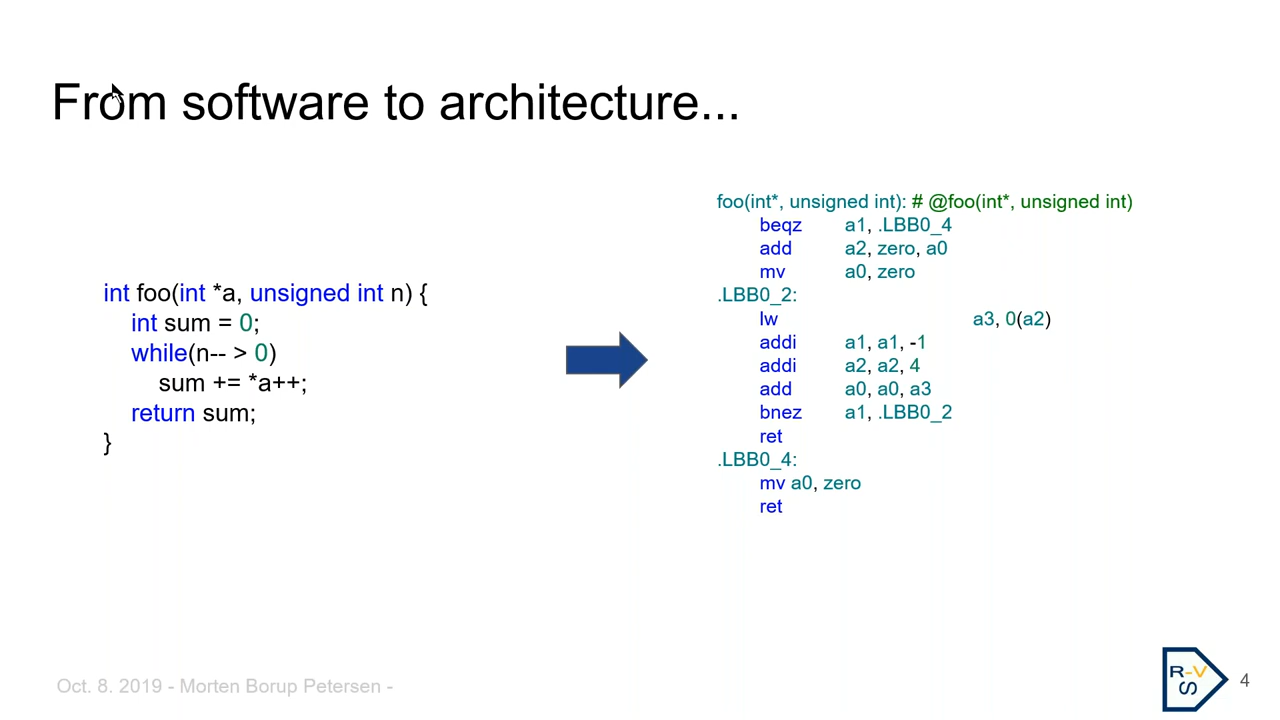 From software to architecture...
int foo(int *a, unsigned int n) {
int sum = 0;
while(n-- > 0)
sum += *a++;
return sum;
}
foo(int*, unsigned int): # @foo(int*, unsigned int)
beqz a1, .LBB0_4
add a2, zero, a0
mv a0, zero
.LBB0_2:
lw a3, 0(a2)
addi a1, a1, -1
addi a2, a2, 4
add a0, a0, a3
bnez a1, .LBB0_2
ret
.LBB0_4:
mv a0, zero
ret
Oct. 8. 2019 - Morten Borup Petersen -
R-V
S
4